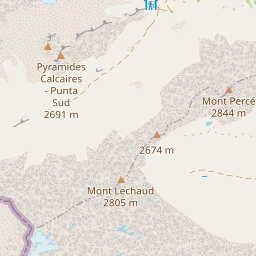 Pyramides
Calcaires
- Punta
Sud
2691 m
Mont Percé
2844 m
2674 m
Mont Lechaud
2805 m